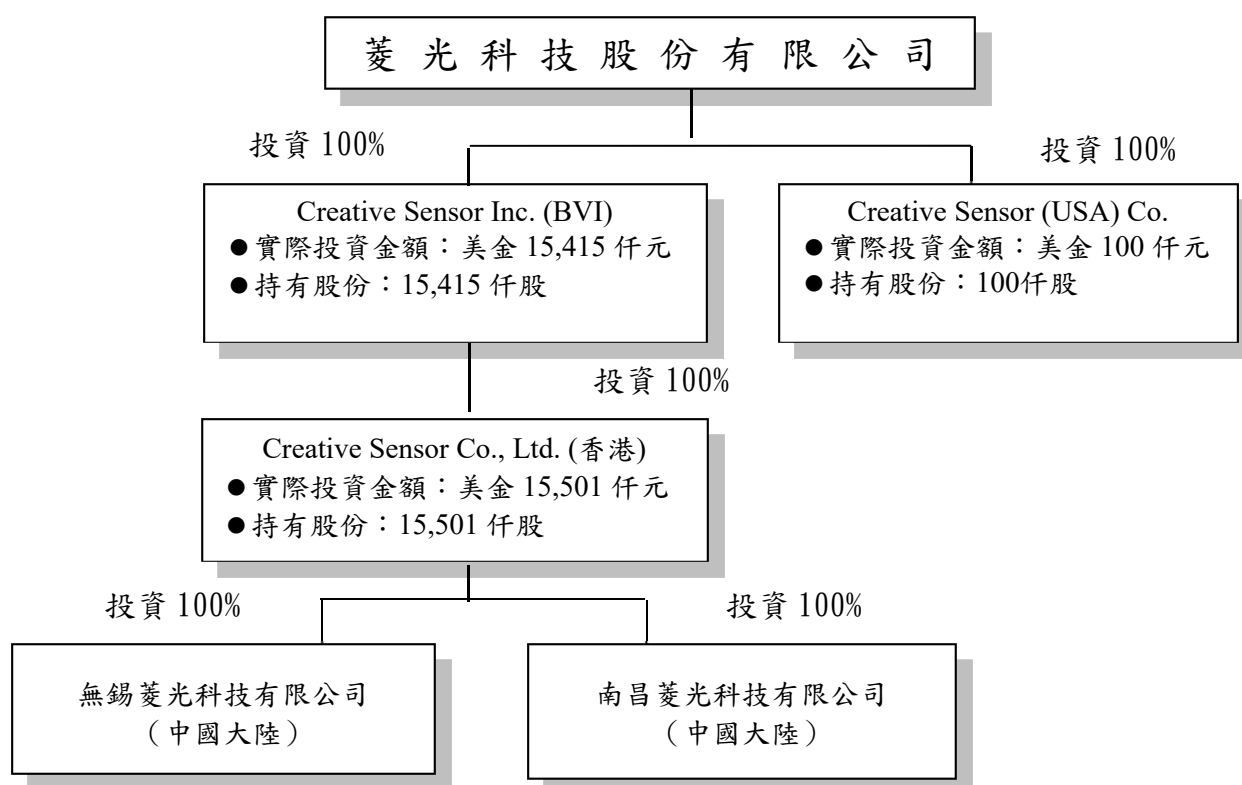 菱光科技股份有限公司
投資 100%
投資 100%
Creative Sensor Inc. (BVI)
●實際投資金額：美金 15,415 仟元
●持有股份：15,415 仟股
Creative Sensor (USA) Co.
●實際投資金額：美金 100 仟元
●持有股份：100仟股
投資 100%
Creative Sensor Co., Ltd. (香港)
●實際投資金額：美金 15,501 仟元
●持有股份：15,501 仟股
投資 100%
投資 100%
無錫菱光科技有限公司
（中國大陸）
南昌菱光科技有限公司
（中國大陸）